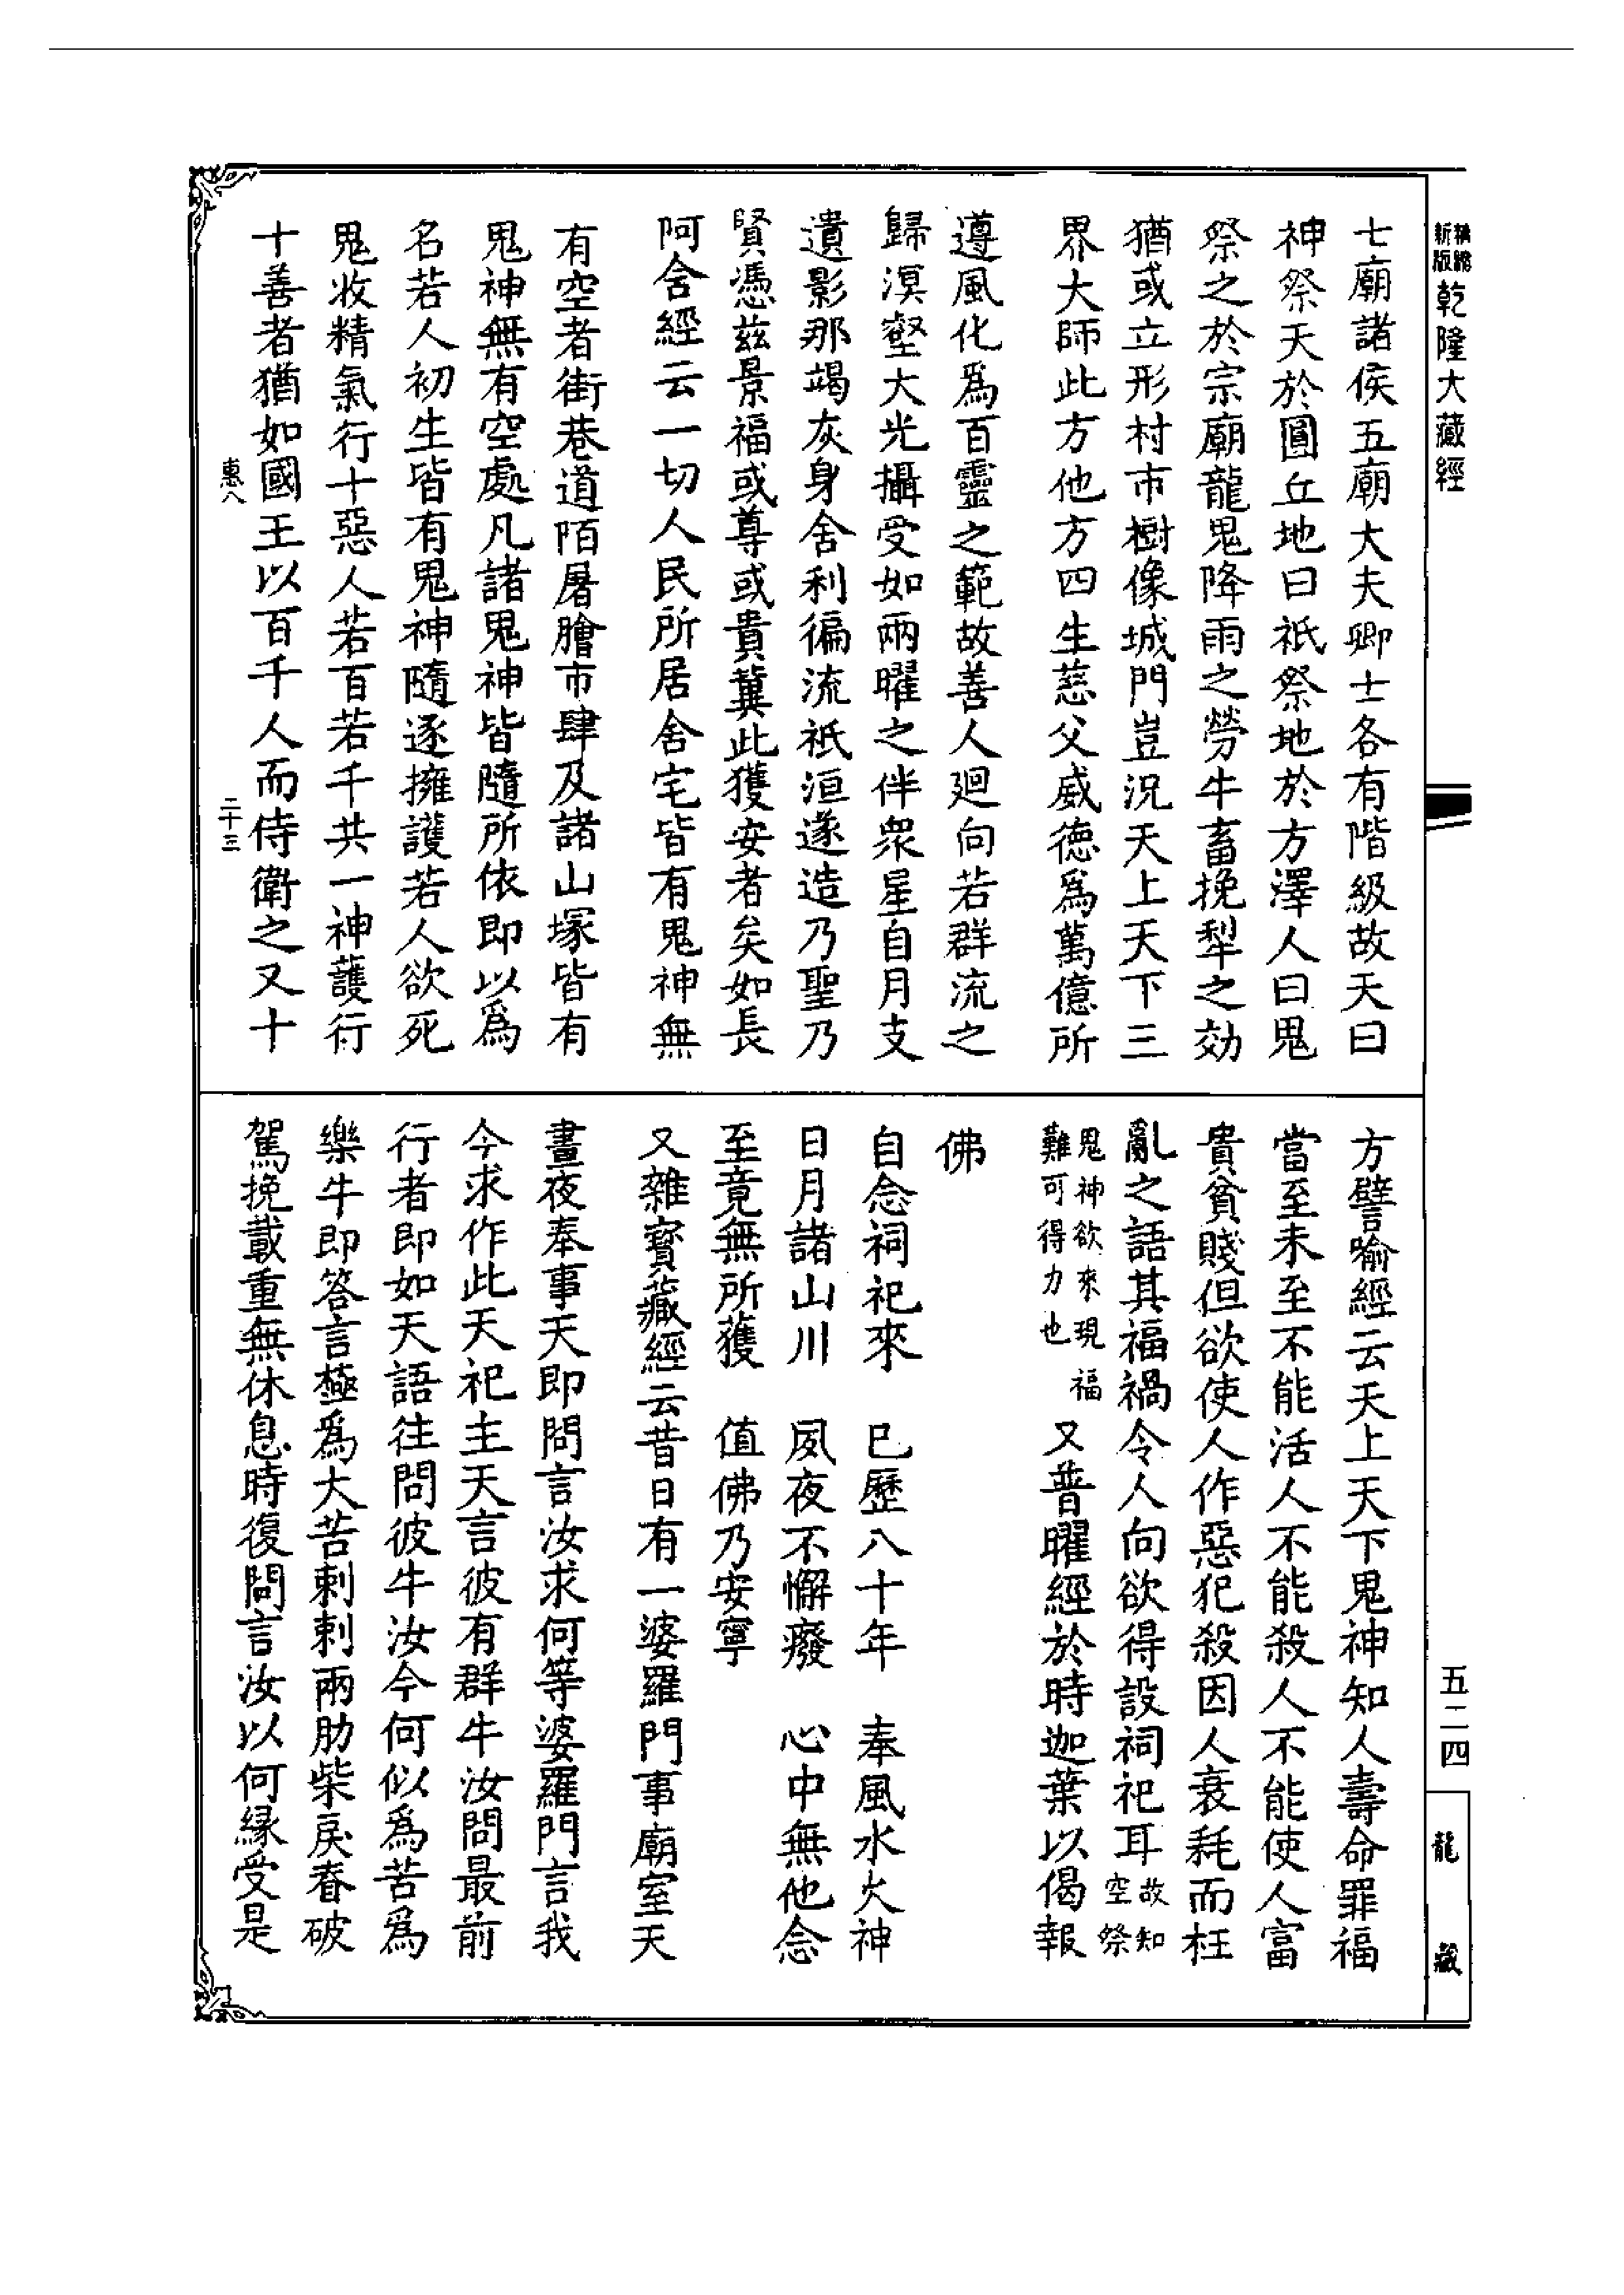 新版乾隆大藏經
七廟諸侯五廟大夫卿士各有階級故天曰
神祭天於圓丘地曰祇祭地於方澤人曰鬼
祭之於宗廟龍鬼降雨之勞牛畜挽犁之効
猶或立形村市樹像城門豈況天上天下三
界大師此方他方四生慈父威德爲萬億所
遵風化爲百靈之範故善人迴向若群流之
歸溟壑大光攝受如兩曜之伴衆星自月支
遺影那竭灰身舍利徧流祇洹遂造乃聖乃
賢憑茲景福或尊或貴冀此獲安者矣如長
阿含經云一切人民所居舍宅皆有鬼神無
有空者街巷道陌屠膾市肆及諸山塚皆有
鬼神無有空處凡諸鬼神皆隨所依即以爲
名若人初生皆有鬼神隨逐擁護若人欲死
鬼收精氣行十惡人若百若千共一神護行
十善者猶如國王以百千人而侍衛之又十
惠八
二十三
方譬喻經云天上天下鬼神知人壽命罪福
當至未至不能活人不能殺人不能使人富
貴貧賤但欲使人作惡犯殺因人衰耗而枉
亂之語其福禍令人向欲得設祠祀耳故知空祭
鬼神欲來現福難可得力也又普曜經於時迦葉以偈報
佛
自念祠祀來　已歷八十年　奉風水火神
日月諸山川　夙夜不懈癈　心中無他念
至竟無所獲　值佛乃安寧
又雜寶藏經云昔日有一婆羅門事廟室天
晝夜奉事天即問言汝求何等婆羅門言我
今求作此天祀主天言彼有群牛汝問最前
行者即如天語往問彼牛汝今何似爲苦爲
樂牛即答言極爲大苦刺刺兩肋柴戾脊破
駕挽載重無休息時復問言汝以何緣受是
五二四
龍藏